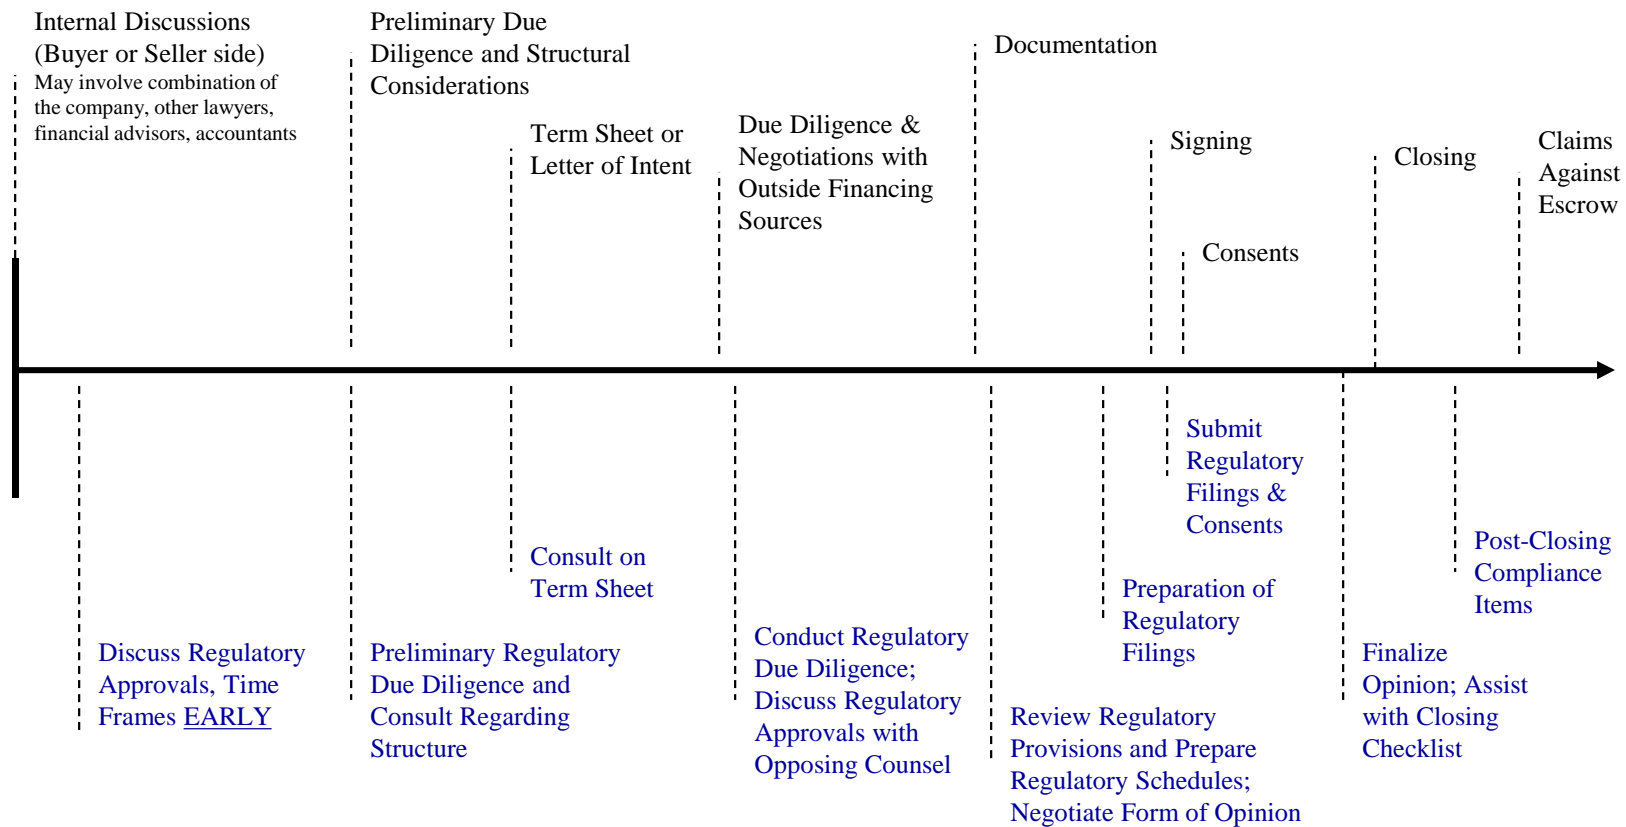 Internal Discussions
(Buyer or Seller side)
May involve combination of
the company, other lawyers,
financial advisors, accountants
Preliminary Due
Diligence and Structural
Considerations
Term Sheet or
Letter of Intent
Due Diligence &
Negotiations with
Outside Financing
Sources
Documentation
Signing
Consents
Closing
Claims
Against
Escrow
Discuss Regulatory
Approvals, Time
Frames EARLY
Preliminary Regulatory
Due Diligence and
Consult Regarding
Structure
Consult on
Term Sheet
Conduct Regulatory
Due Diligence;
Discuss Regulatory
Approvals with
Opposing Counsel
Review Regulatory
Provisions and Prepare
Regulatory Schedules;
Negotiate Form of Opinion
Preparation of
Regulatory
Filings
Submit
Regulatory
Filings &
Consents
Finalize
Opinion; Assist
with Closing
Checklist
Post-Closing
Compliance
Items